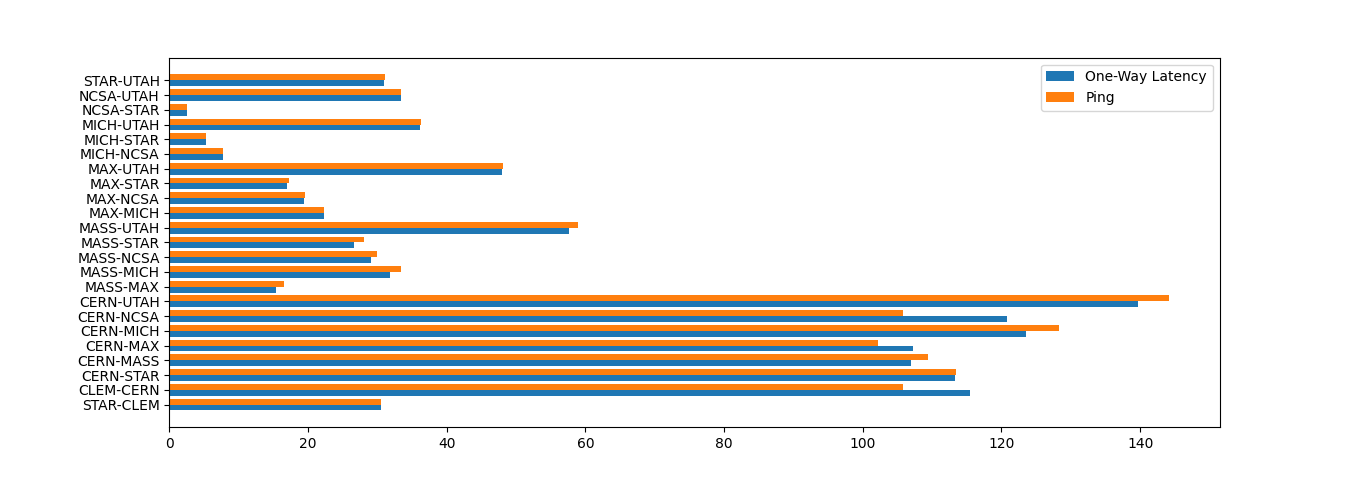 One-Way Latency
Ping
STAR-UTAH
NCSA-UTAH
NCSA-STAR
MICH-UTAH
MICH-STAR
MICH-NCSA
MAX-UTAH
MAX-STAR
MAX-NCSA
MAX-MICH
MASS-UTAH
MASS-STAR
MASS-NCSA
MASS-MICH
MASS-MAX
CERN-UTAH
CERN-NCSA
CERN-MICH
CERN-MAX
CERN-MASS
CERN-STAR
CLEM-CERN
STAR-CLEM
0 20 40 60 80 100 120 140